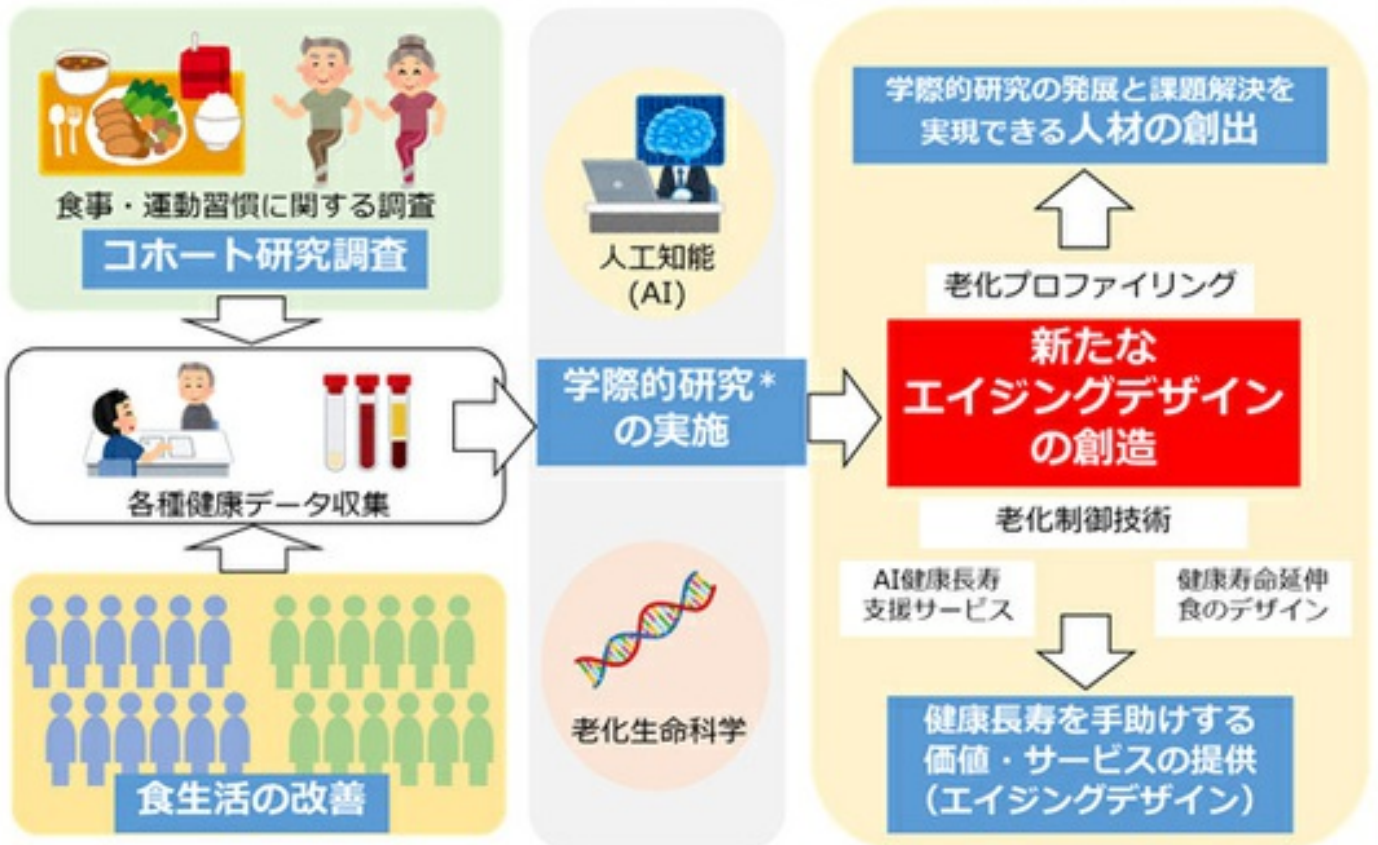 食事・運動習慣に関する調査
コホート研究調査
各種健康データ収集
食生活の改善
人工知能
(AI)
学際的研究*
の実施
老化生命科学
学際的研究の発展と課題解決を
実現できる人材の創出
老化プロファイリング
新たな
エイジングデザイン
の創造
老化制御技術
AI健康長寿
支援サービス
健康寿命延伸
食のデザイン
健康長寿を手助けする
価値・サービスの提供
(エイジングデザイン)